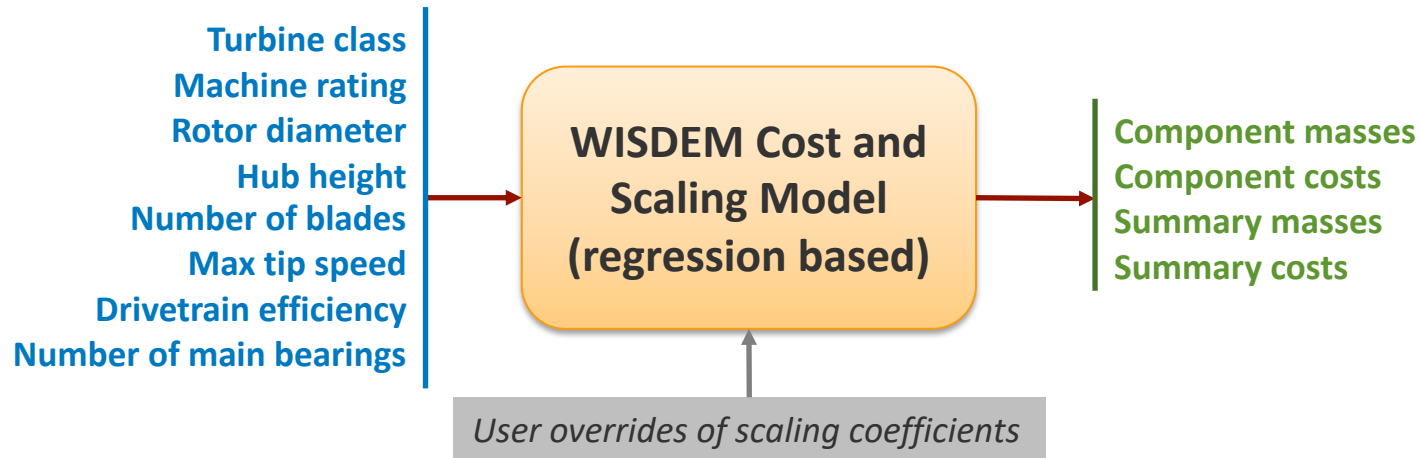 Turbine class
Machine rating
Rotor diameter
Hub height
Number of blades
Max tip speed
Drivetrain efficiency
Number of main bearings
WISDEM Cost and
Scaling Model
(regression based)
Component masses
Component costs
Summary masses
Summary costs
User overrides of scaling coefficients